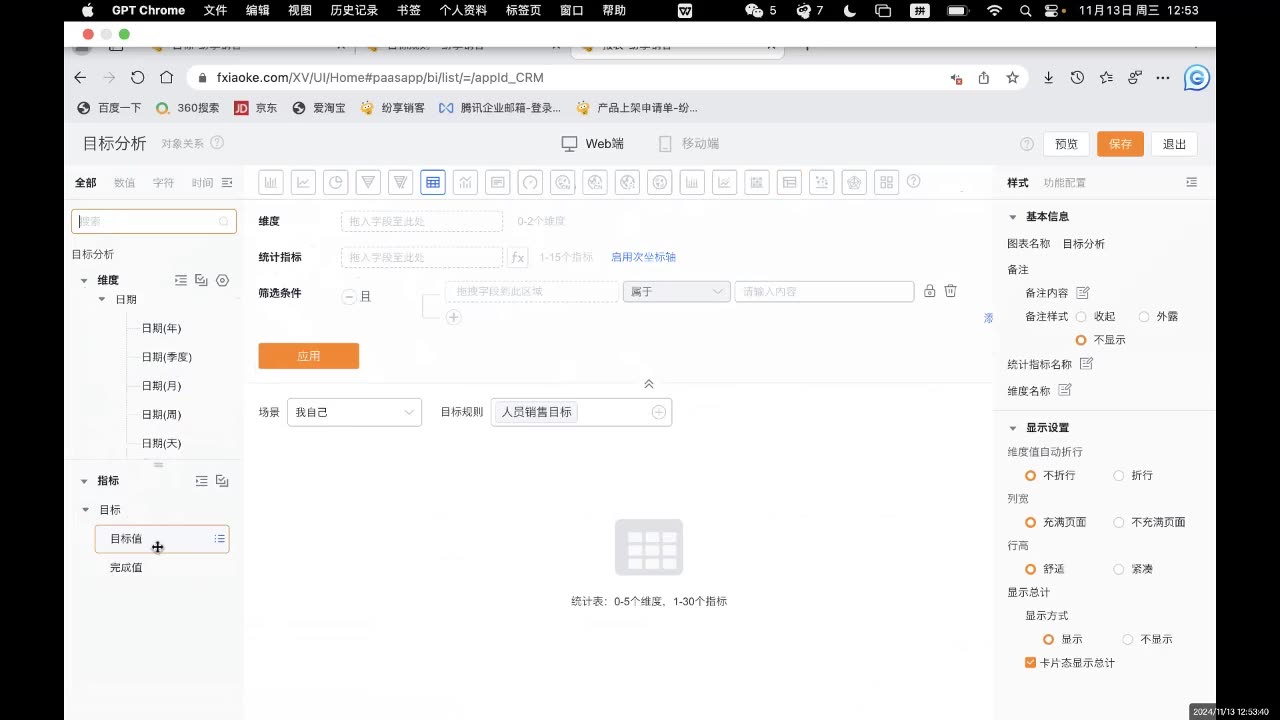 GPT Chrome 文件 编辑 视图 历史记录 书签 个人资料 标签页 窗口 帮助 5 7 拼 11月13日周三 12:53
fxiaoke.com/XV/UI/Home#paasapp/bi/list/=/appId_CRM
百度一下 360搜索 JD 京东 爱淘宝 纷享销客 腾讯企业邮箱-登录... 产品上架申请单-纷...
目标分析 对象关系 ? Web端 移动端 ? 预览 保存 退出
全部 数值 字符 时间 ? 样式 功能配置
搜索 维度 拖入字段至此处 0-2个维度 基本信息
目标分析 统计指标 拖入字段至此处 fx 1-15个指标 启用次坐标轴 图表名称 目标分析
维度 备注
日期 筛选条件 且 拖拽字段到此区域 属于 请输入内容 备注内容
添 备注样式 收起 外露
日期(年) 不显示
日期(季度) 应用 统计指标名称
日期(月) 维度名称
日期(周) 场景 我自己 目标规则 人员销售目标 显示设置
日期(天) 维度值自动折行
不折行 折行
指标 列宽
目标 充满页面 不充满页面
目标值 行高
完成值 舒适 紧凑
统计表：0-5个维度，1-30个指标 显示总计
显示方式
显示 不显示
卡片态显示总计
2024/11/13 12:53:40